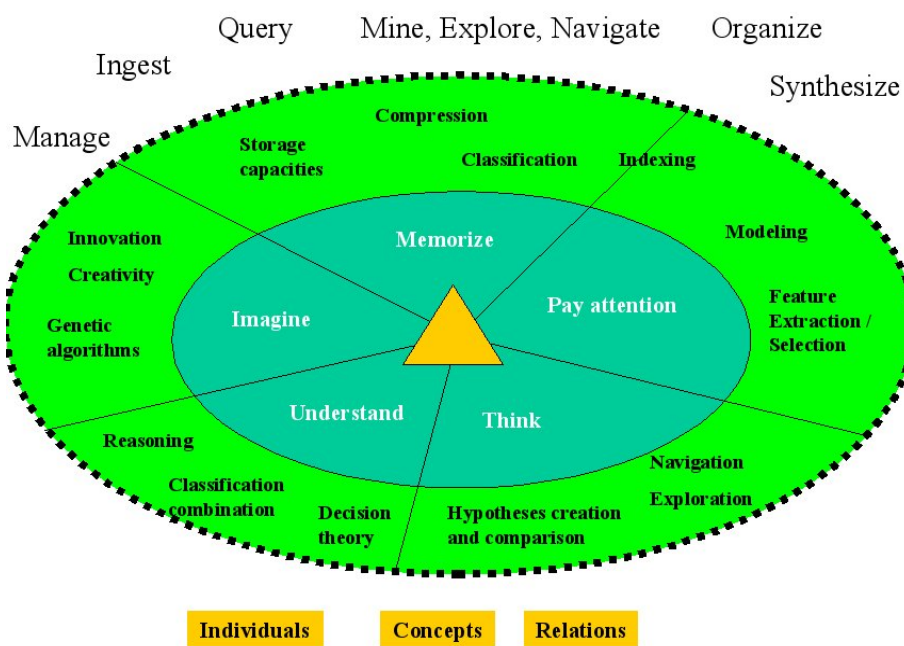 Query
Mine, Explore, Navigate
Organize
Ingest
Synthesize
Manage
Compression
Storage
capacities
Classification
Indexing
Innovation
Creativity
Genetic
algorithms
Memorize
Modeling
Imagine
Pay attention
Feature
Extraction /
Selection
Understand
Think
Reasoning
Classification
combination
Decision
theory
Hypotheses creation
and comparison
Navigation
Exploration
Individuals
Concepts
Relations